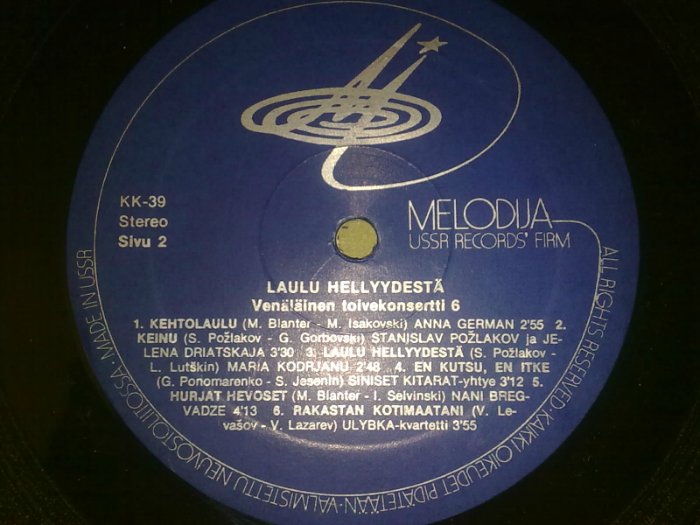 KK-39
Stereo
Sivu 2
MELODIJA
USSR RECORDS' FIRM
LAULU HELLYYDESTÄ
Venäläinen toivekonsertti 6
1. KEHTOLAULU (M. Blanter - M. Isakovski) ANNA GERMAN 2'55 2.
KEINU (S. Požlakov - G. Gorbovski) STANISLAV POŽLAKOV ja JE-
LENA DRIATSKAJA 3'30 3. LAULU HELLYYDESTÄ (S. Požlakov -
L. Lutškin) MARIA KODRJANU 2'48 4. EN KUTSU, EN ITKE
(G. Ponomarenko - S. Jesenin) SINISET KITARAT-yhtye 3'12 5.
HURJAT HEVOSET (M. Blanter - I. Selvinski) NANI BREG-
VADZE 4'13 6. RAKASTAN KOTIMAATANI (V. Le-
vašov - V. Lazarev) ULYBKA-kvartetti 3'55
ALL RIGHTS RESERVED · KAIKKI OIKEUDET PIDÄTETÄÄN · VALMISTETTU NEUVOSTOLIITOSSA · MADE IN USSR